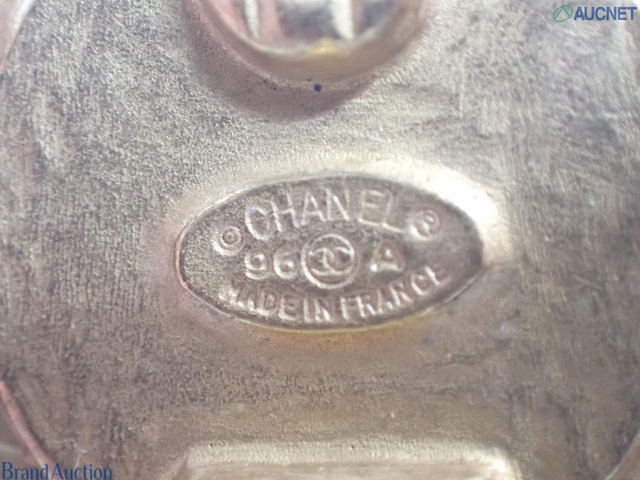 AUCNET
© CHANEL ®
96 A
MADE IN FRANCE
Brand Auction